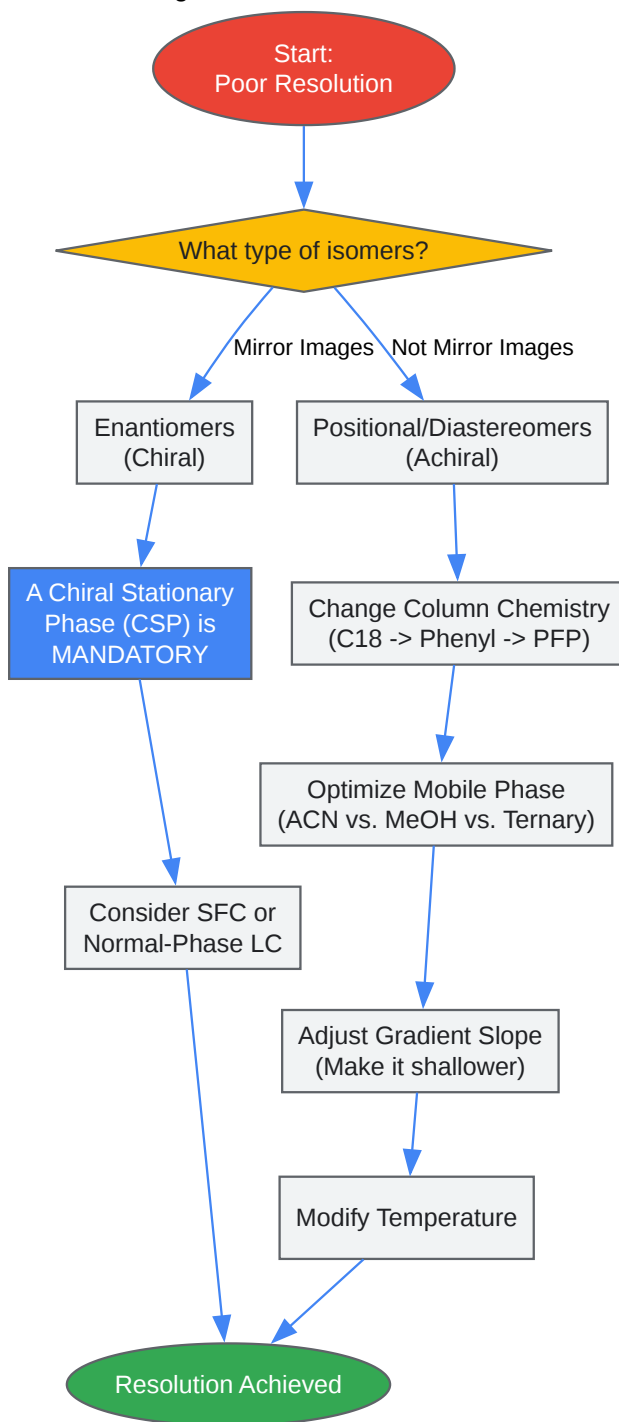 Start:
Poor Resolution
What type of isomers?
Mirror Images
Not Mirror Images
Enantiomers
(Chiral)
Positional/Diastereomers
(Achiral)
A Chiral Stationary
Phase (CSP) is
MANDATORY
Change Column Chemistry
(C18 -> Phenyl -> PFP)
Optimize Mobile Phase
(ACN vs. MeOH vs. Ternary)
Consider SFC or
Normal-Phase LC
Adjust Gradient Slope
(Make it shallower)
Modify Temperature
Resolution Achieved